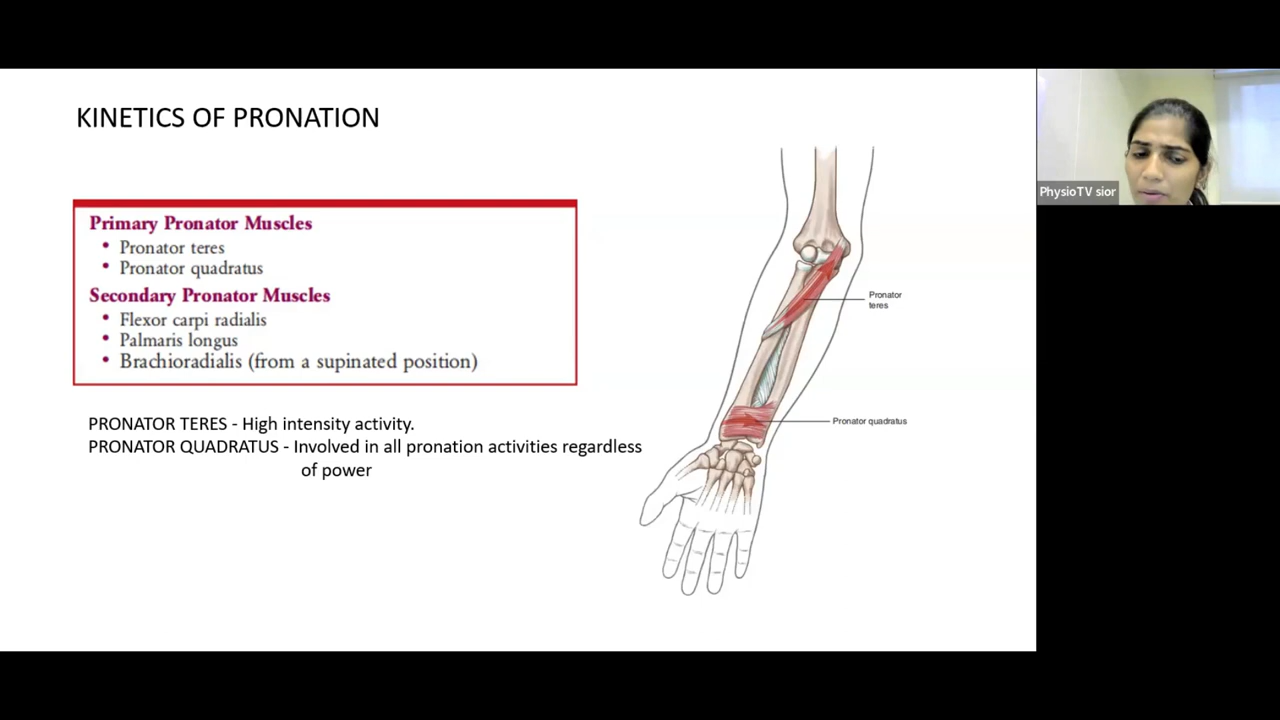 KINETICS OF PRONATION
Primary Pronator Muscles
• Pronator teres
• Pronator quadratus
Secondary Pronator Muscles
• Flexor carpi radialis
• Palmaris longus
• Brachioradialis (from a supinated position)
PRONATOR TERES - High intensity activity.
PRONATOR QUADRATUS - Involved in all pronation activities regardless
of power
Pronator
teres
Pronator quadratus
PhysioTV sior